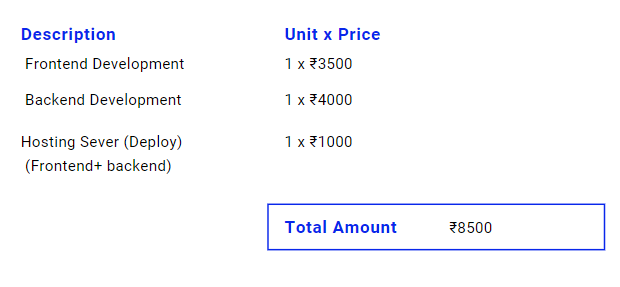 Description Unit x Price
Frontend Development 1 x ₹3500
Backend Development 1 x ₹4000
Hosting Sever (Deploy) 1 x ₹1000
(Frontend+ backend)
Total Amount ₹8500